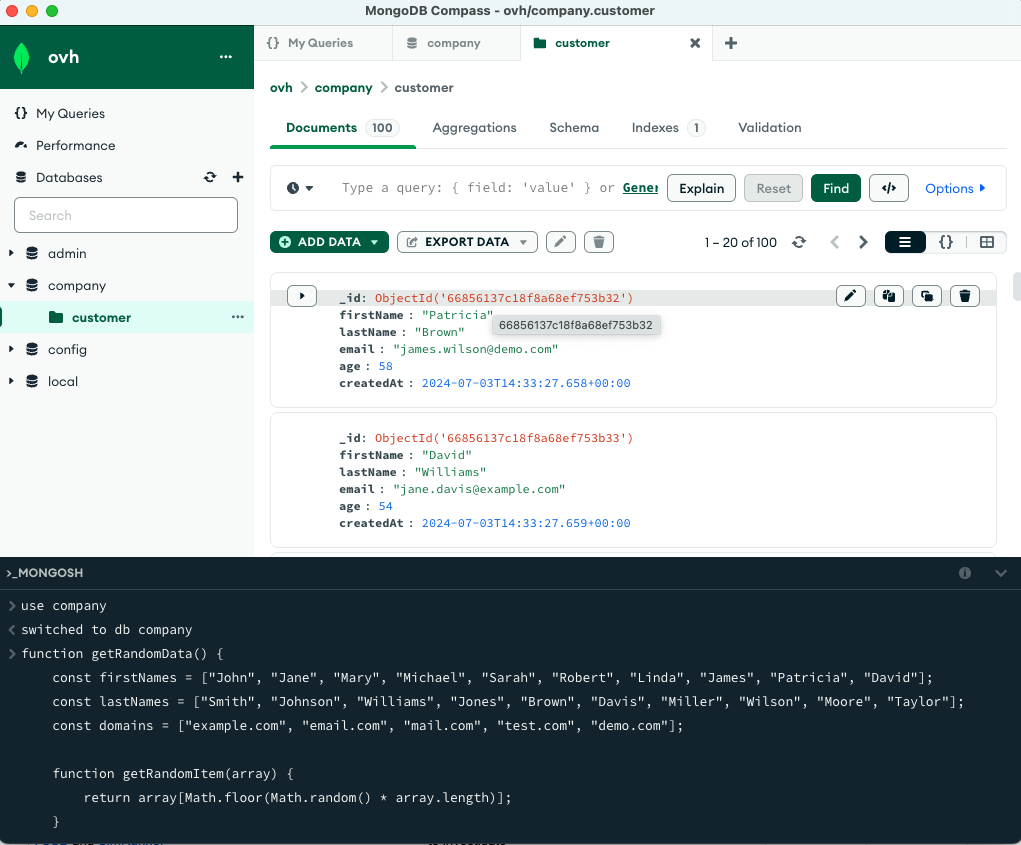 MongoDB Compass - ovh/company.customer
ovh
{} My Queries
company
customer
My Queries
Performance
Databases
Search
admin
company
customer
config
local
ovh > company > customer
Documents 100 Aggregations Schema Indexes 1 Validation
Type a query: { field: 'value' } or Gener Explain Reset Find </> Options
ADD DATA EXPORT DATA 1 – 20 of 100 {}
_id: ObjectId('66856137c18f8a68ef753b32')
firstName : "Patricia"
66856137c18f8a68ef753b32
lastName : "Brown"
email : "james.wilson@demo.com"
age : 58
createdAt : 2024-07-03T14:33:27.658+00:00
_id: ObjectId('66856137c18f8a68ef753b33')
firstName : "David"
lastName : "Williams"
email : "jane.davis@example.com"
age : 54
createdAt : 2024-07-03T14:33:27.659+00:00
>_MONGOSH
> use company
< switched to db company
> function getRandomData() {
const firstNames = ["John", "Jane", "Mary", "Michael", "Sarah", "Robert", "Linda", "James", "Patricia", "David"];
const lastNames = ["Smith", "Johnson", "Williams", "Jones", "Brown", "Davis", "Miller", "Wilson", "Moore", "Taylor"];
const domains = ["example.com", "email.com", "mail.com", "test.com", "demo.com"];
function getRandomItem(array) {
return array[Math.floor(Math.random() * array.length)];
}